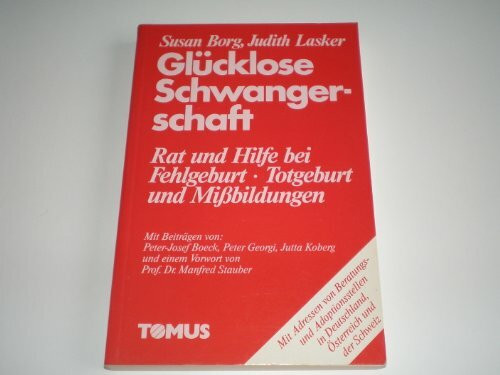 Susan Borg, Judith Lasker
Glücklose
Schwanger-
schaft
Rat und Hilfe bei
Fehlgeburt · Totgeburt
und Mißbildungen
Mit Beiträgen von:
Peter-Josef Boeck, Peter Georgi, Jutta Koberg
und einem Vorwort von
Prof. Dr. Manfred Stauber
Mit Adressen von Beratungs-
und Adoptionsstellen
in Deutschland,
Österreich und
der Schweiz
TOMUS